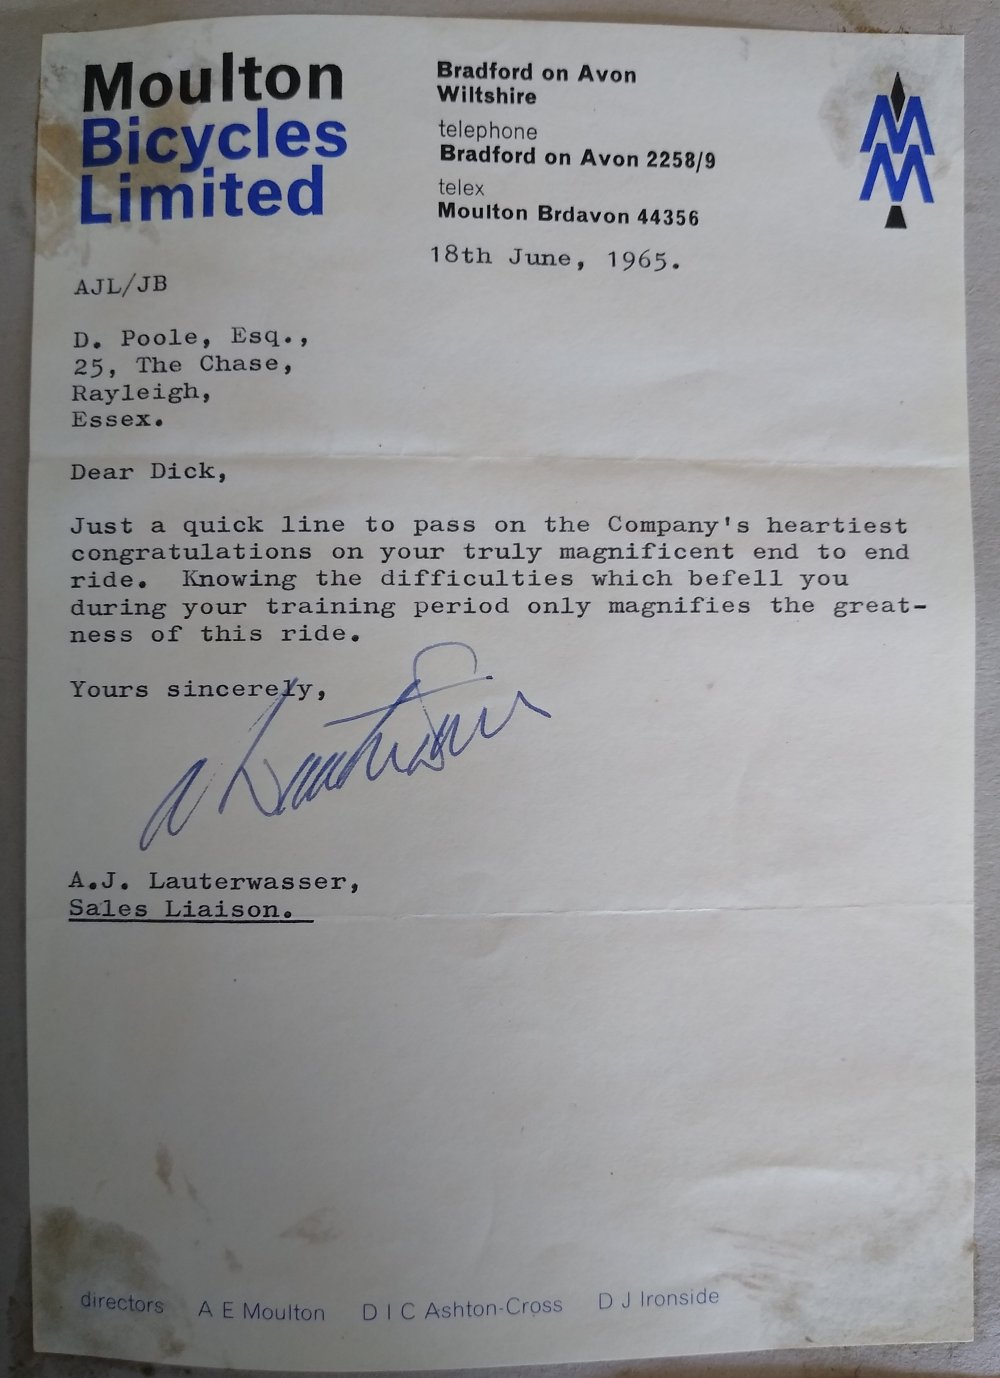 Moulton
Bicycles
Limited
Bradford on Avon
Wiltshire
telephone
Bradford on Avon 2258/9
telex
Moulton Brdavon 44356
18th June, 1965.
AJL/JB
D. Poole, Esq.,
25, The Chase,
Rayleigh,
Essex.
Dear Dick,
Just a quick line to pass on the Company's heartiest
congratulations on your truly magnificent end to end
ride. Knowing the difficulties which befell you
during your training period only magnifies the great-
ness of this ride.
Yours sincerely,
A.J. Lauterwasser,
Sales Liaison.
directors A E Moulton D I C Ashton-Cross D J Ironside